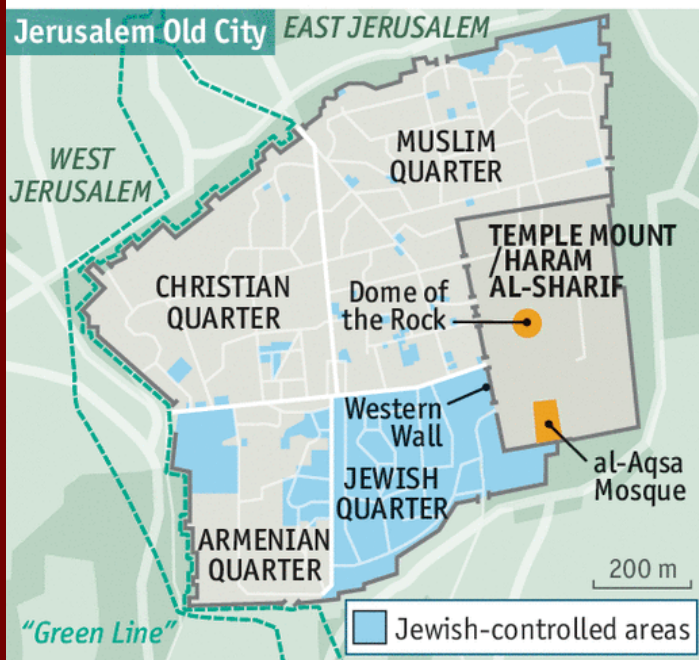 Jerusalem Old City
EAST JERUSALEM
WEST
JERUSALEM
MUSLIM
QUARTER
TEMPLE MOUNT
/HARAM
AL-SHARIF
CHRISTIAN
QUARTER
Dome of
the Rock
Western
Wall
JEWISH
QUARTER
al-Aqsa
Mosque
ARMENIAN
QUARTER
200 m
"Green Line"
Jewish-controlled areas